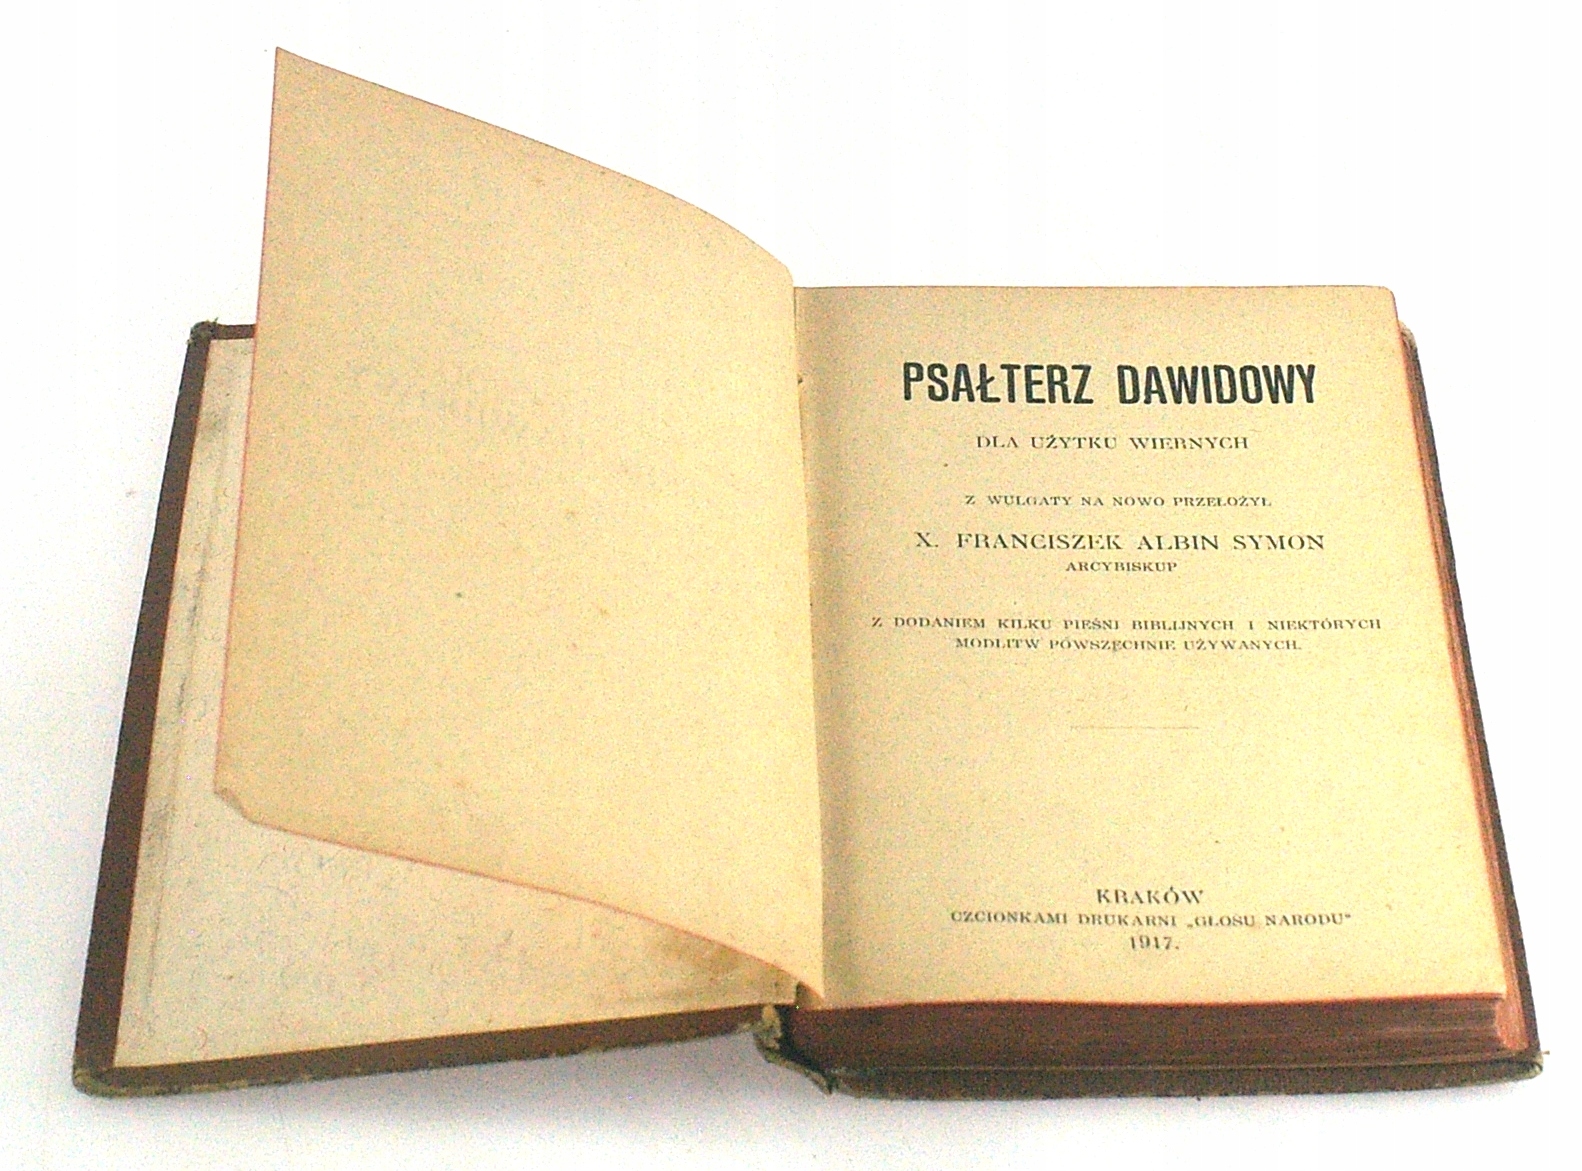 PSAŁTERZ DAWIDOWY
DLA UŻYTKU WIERNYCH
Z WULGATY NA NOWO PRZEŁOŻYŁ
X. FRANCISZEK ALBIN SYMON
ARCYBISKUP
Z DODANIEM KILKU PIEŚNI BIBLIJNYCH I NIEKTÓRYCH
MODLITW POWSZECHNIE UŻYWANYCH.
KRAKÓW
CZCIONKAMI DRUKARNI „GŁOSU NARODU“
1917.